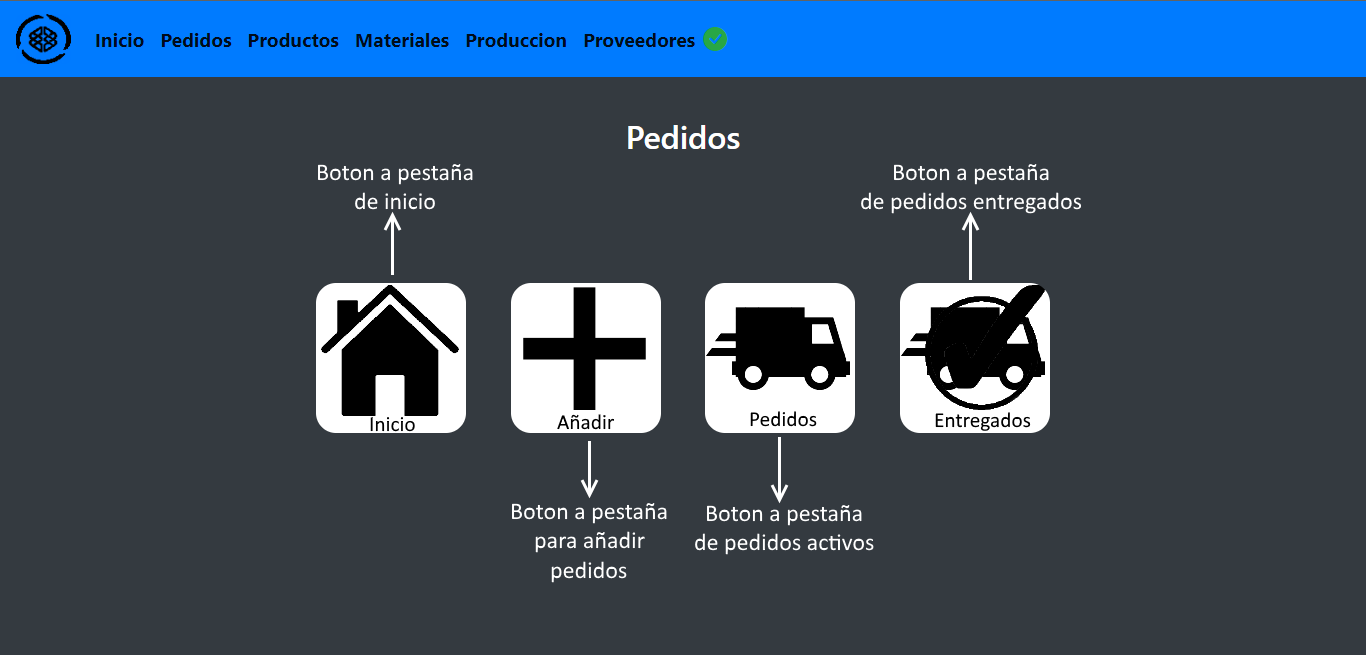 Inicio Pedidos Productos Materiales Produccion Proveedores
Pedidos
Boton a pestaña
de inicio
Boton a pestaña
de pedidos entregados
Inicio
Añadir
Pedidos
Entregados
Boton a pestaña
para añadir
pedidos
Boton a pestaña
de pedidos activos